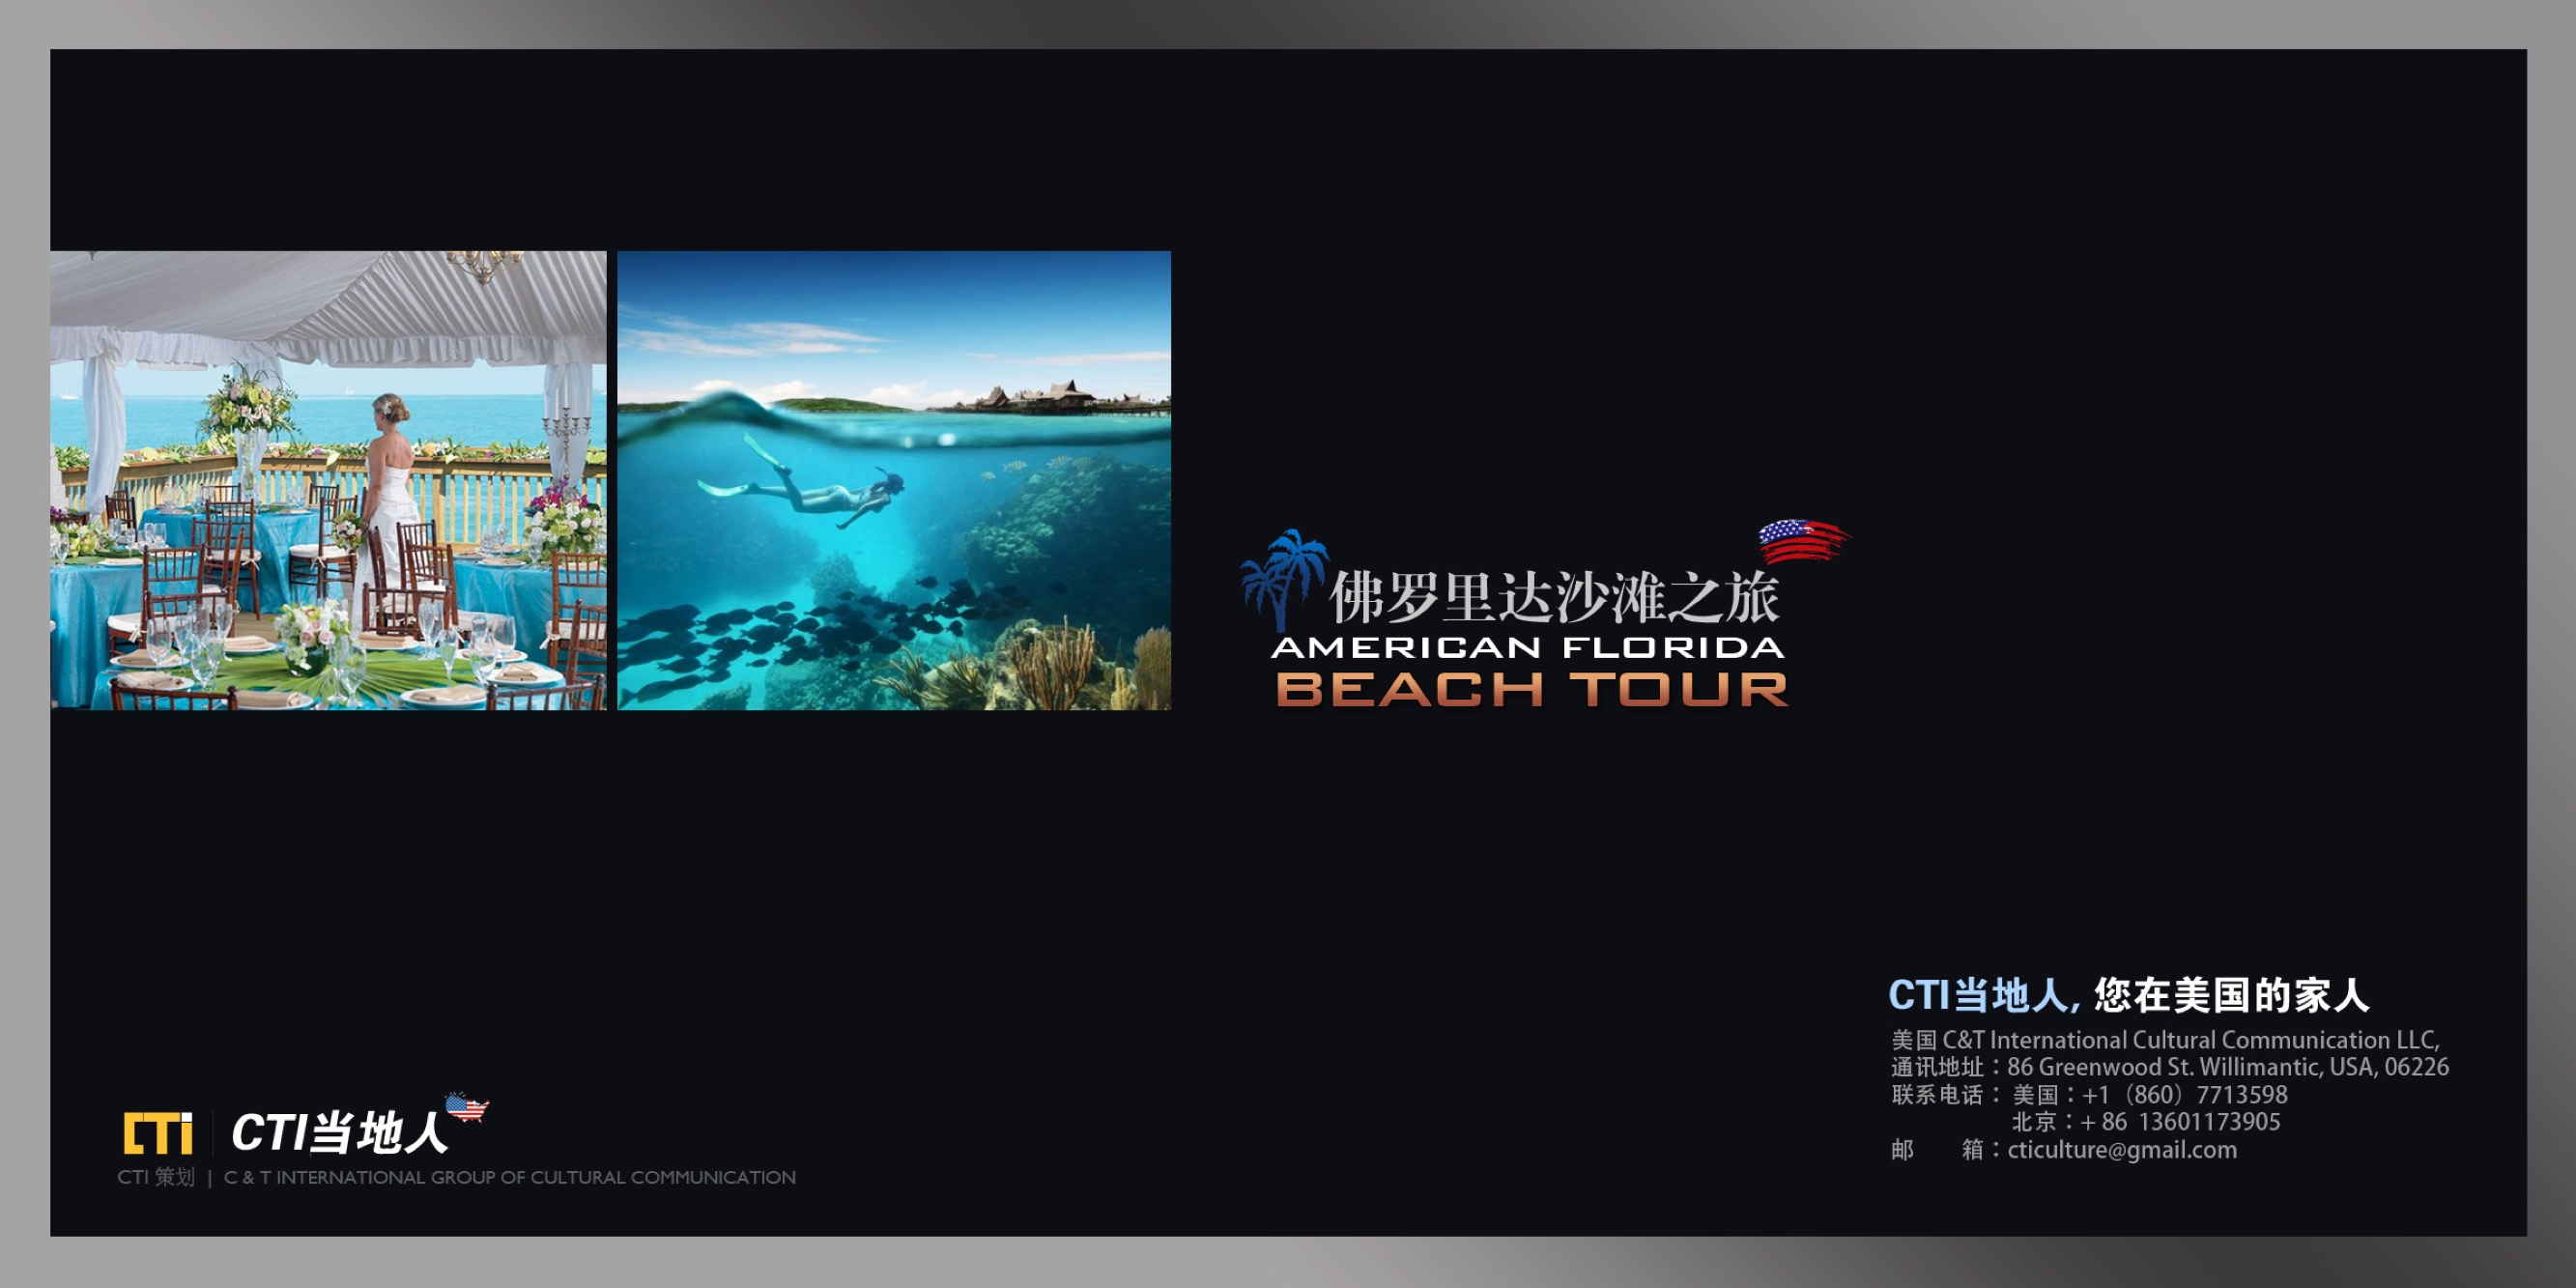 佛罗里达沙滩之旅
AMERICAN FLORIDA
BEACH TOUR
CTI当地人, 您在美国的家人
美国 C&T International Cultural Communication LLC,
通讯地址：86 Greenwood St. Willimantic, USA, 06226
联系电话： 美国：+1（860）7713598
北京：+ 86 13601173905
邮 箱：cticulture@gmail.com
CTi CTI当地人
CTI 策划 | C & T INTERNATIONAL GROUP OF CULTURAL COMMUNICATION